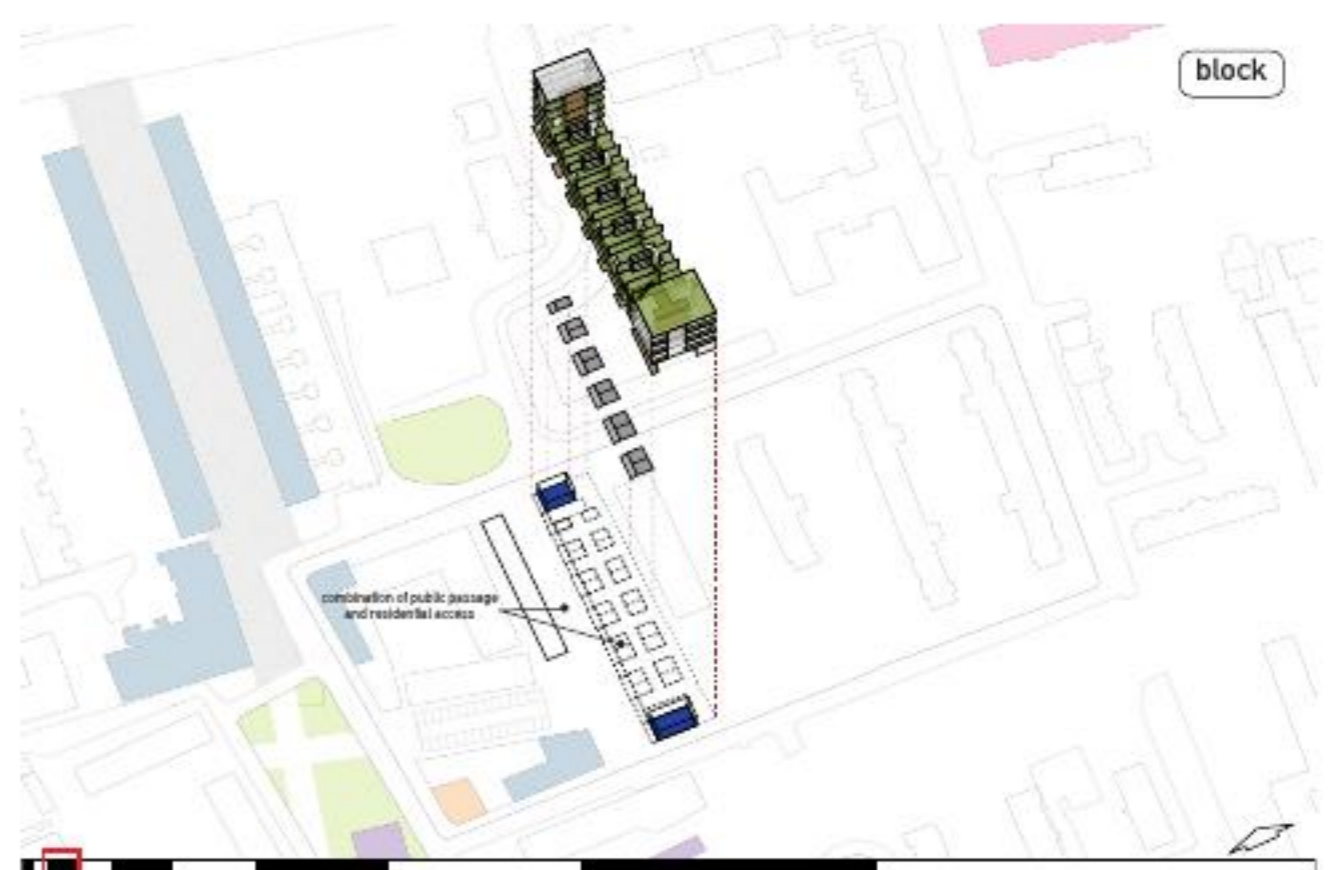 block
combination of public passage
and residential access